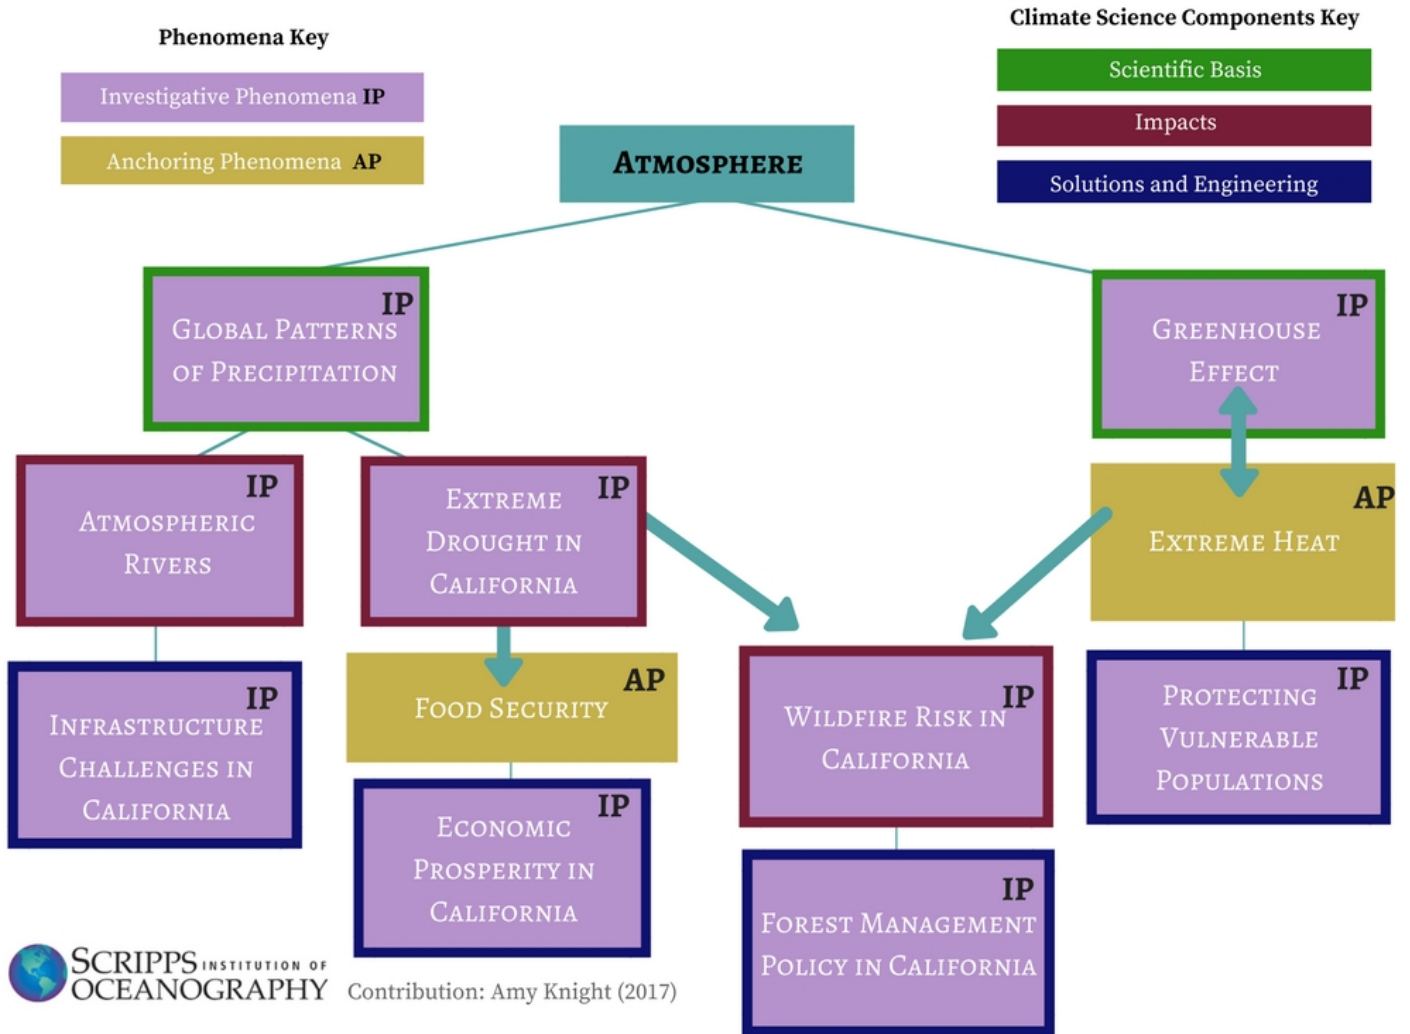 Phenomena Key
Investigative Phenomena IP
Anchoring Phenomena AP
Climate Science Components Key
Scientific Basis
Impacts
Solutions and Engineering
ATMOSPHERE
IP
GLOBAL PATTERNS
OF PRECIPITATION
IP
GREENHOUSE
EFFECT
IP
ATMOSPHERIC
RIVERS
IP
EXTREME
DROUGHT IN
CALIFORNIA
AP
EXTREME HEAT
IP
INFRASTRUCTURE
CHALLENGES IN
CALIFORNIA
AP
FOOD SECURITY
IP
WILDFIRE RISK IN
CALIFORNIA
IP
PROTECTING
VULNERABLE
POPULATIONS
IP
ECONOMIC
PROSPERITY IN
CALIFORNIA
IP
FOREST MANAGEMENT
POLICY IN CALIFORNIA
SCRIPPS INSTITUTION OF
OCEANOGRAPHY
Contribution: Amy Knight (2017)